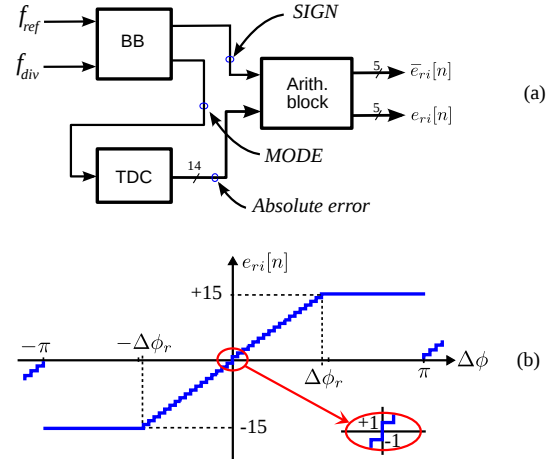 f_ref
BB
SIGN
f_div
Arith.
block
5
ē_ri[n]
5
e_ri[n]
(a)
MODE
TDC
14
Absolute error
e_ri[n]
+15
−π
−Δϕ_r
Δϕ
(b)
Δϕ_r
π
-15
+1
-1